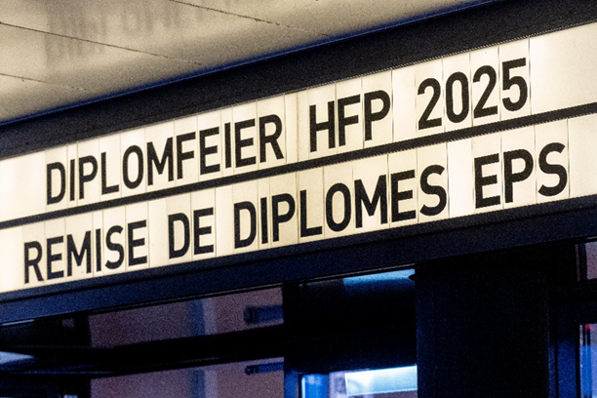 DIPLOMFEIER HFP 2025
REMISE DE DIPLOMES EPS